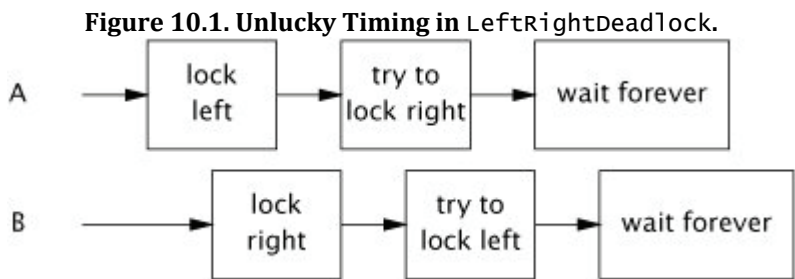 Figure 10.1. Unlucky Timing in LeftRightDeadlock.
A
lock
left
try to
lock right
wait forever
B
lock
right
try to
lock left
wait forever